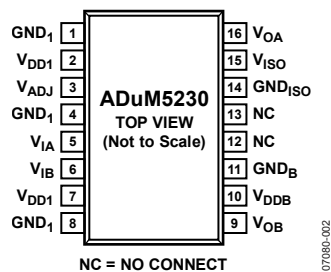 GND1 1
VDD1 2
VADJ 3
GND1 4
VIA 5
VIB 6
VDD1 7
GND1 8
ADuM5230
TOP VIEW
(Not to Scale)
16 VOA
15 VISO
14 GNDISO
13 NC
12 NC
11 GNDB
10 VDDB
9 VOB
NC = NO CONNECT
07080-002